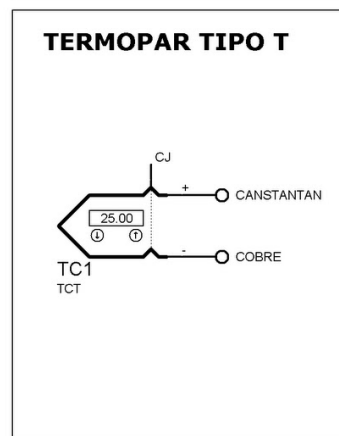 TERMOPAR TIPO T
CJ
+
CANSTANTAN
25.00
-
COBRE
TC1
TCT